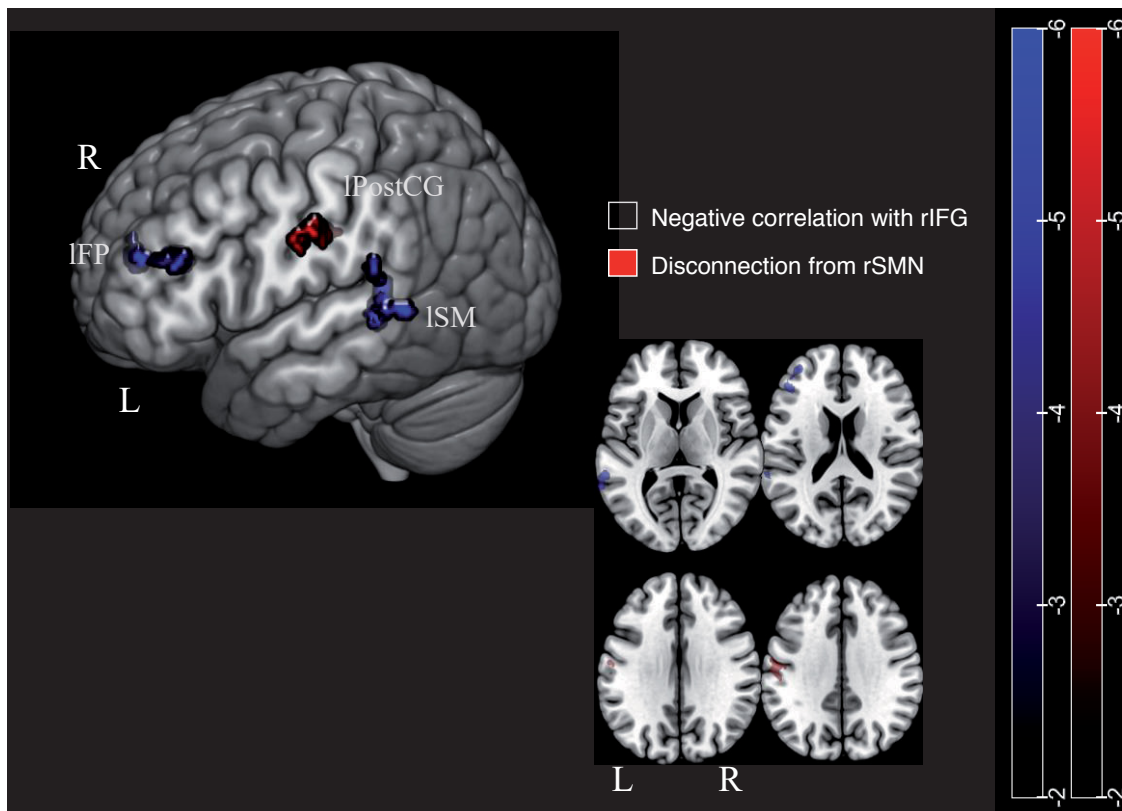 R
lPostCG
lFP
lSM
L
Negative correlation with rIFG
Disconnection from rSMN
L R
-6 -6
-5 -5
-4 -4
-3 -3
-2 -2